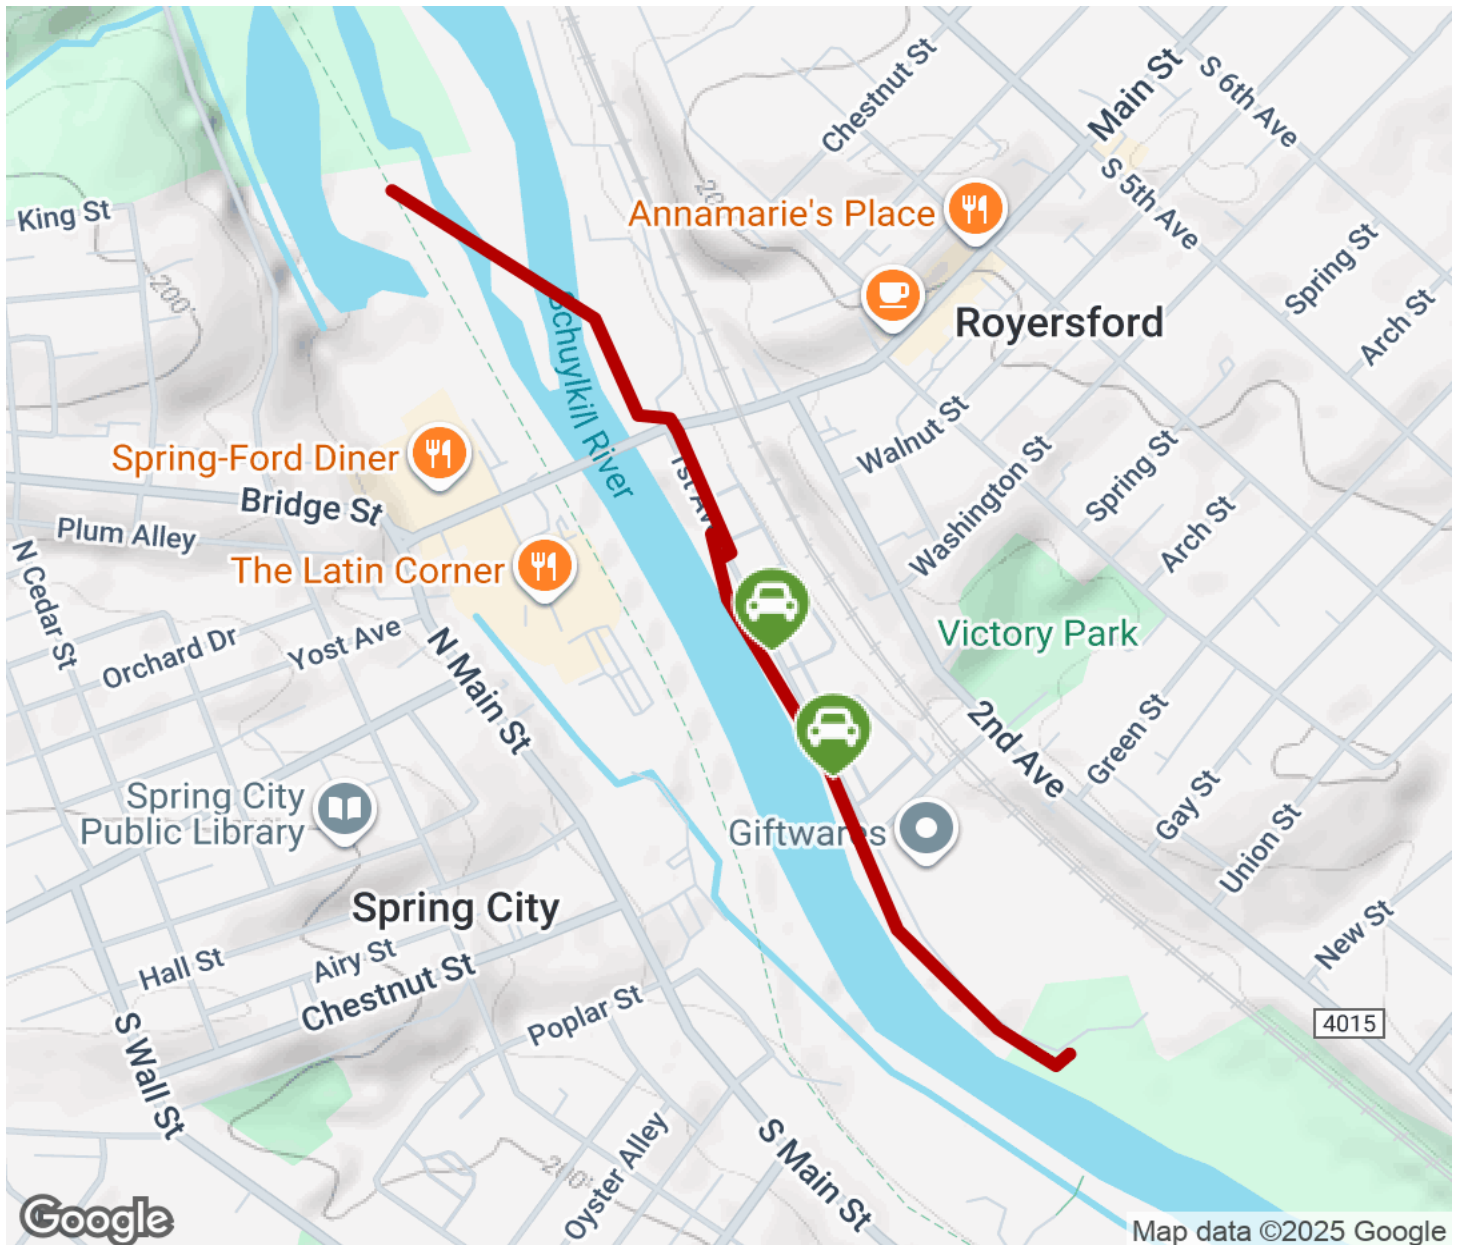 Chestnut St
Main St
S 6th Ave
S 5th Ave
King St
Annamarie's Place
Spring St
200'
Arch St
Royersford
Schuylkill River
Walnut St
Spring-Ford Diner
Bridge St
Washington St
Spring St
Arch St
Plum Alley
The Latin Corner
N Cedar St
Orchard Dr
Yost Ave
Victory Park
N Main St
2nd Ave
Green St
Spring City
Public Library
Giftwares
Gay St
Union St
Spring City
New St
Hall St
Airy St
Chestnut St
Poplar St
4015
S Wall St
S Main St
Oyster Alley
200'
Google
Map data ©2025 Google